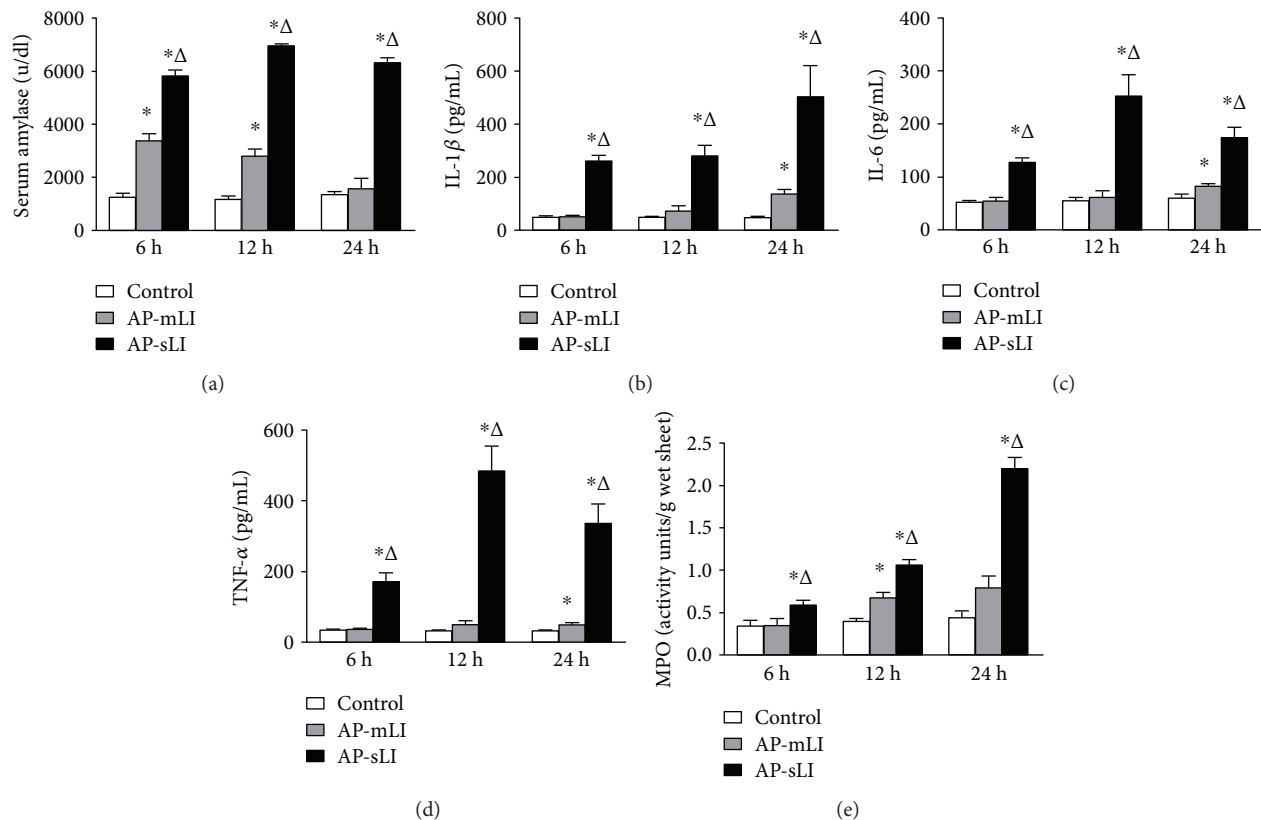 Serum amylase (u/dl)
8000
6000
4000
2000
0
*
*Δ
*
*Δ
*Δ
6 h 12 h 24 h
Control
AP-mLI
AP-sLI
(a)
IL-1β (pg/mL)
800
600
400
200
0
*Δ
*Δ
*
*Δ
6 h 12 h 24 h
Control
AP-mLI
AP-sLI
(b)
IL-6 (pg/mL)
400
300
200
100
0
*Δ
*Δ
*
*Δ
6 h 12 h 24 h
Control
AP-mLI
AP-sLI
(c)
TNF-α (pg/mL)
600
400
200
0
*Δ
*Δ
*
*Δ
6 h 12 h 24 h
Control
AP-mLI
AP-sLI
(d)
MPO (activity units/g wet sheet)
2.5
2.0
1.5
1.0
0.5
0.0
*Δ
*
*Δ
*Δ
6 h 12 h 24 h
Control
AP-mLI
AP-sLI
(e)